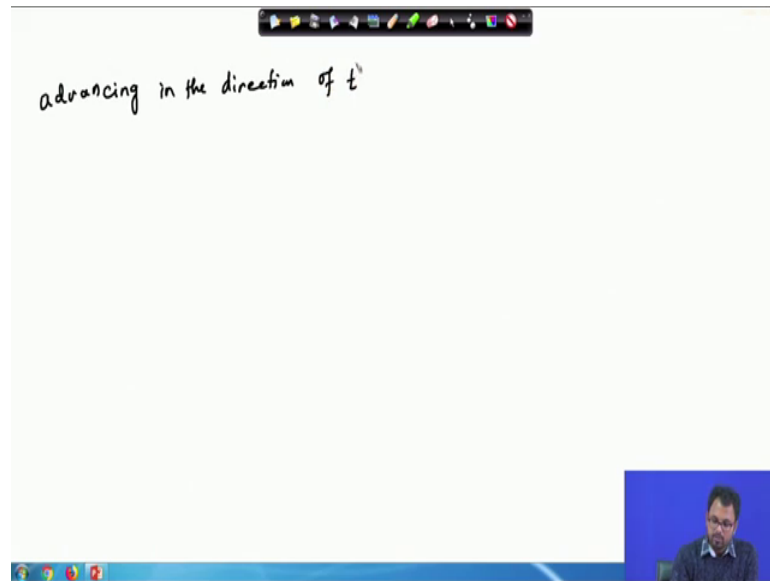 advancing in the direction of t